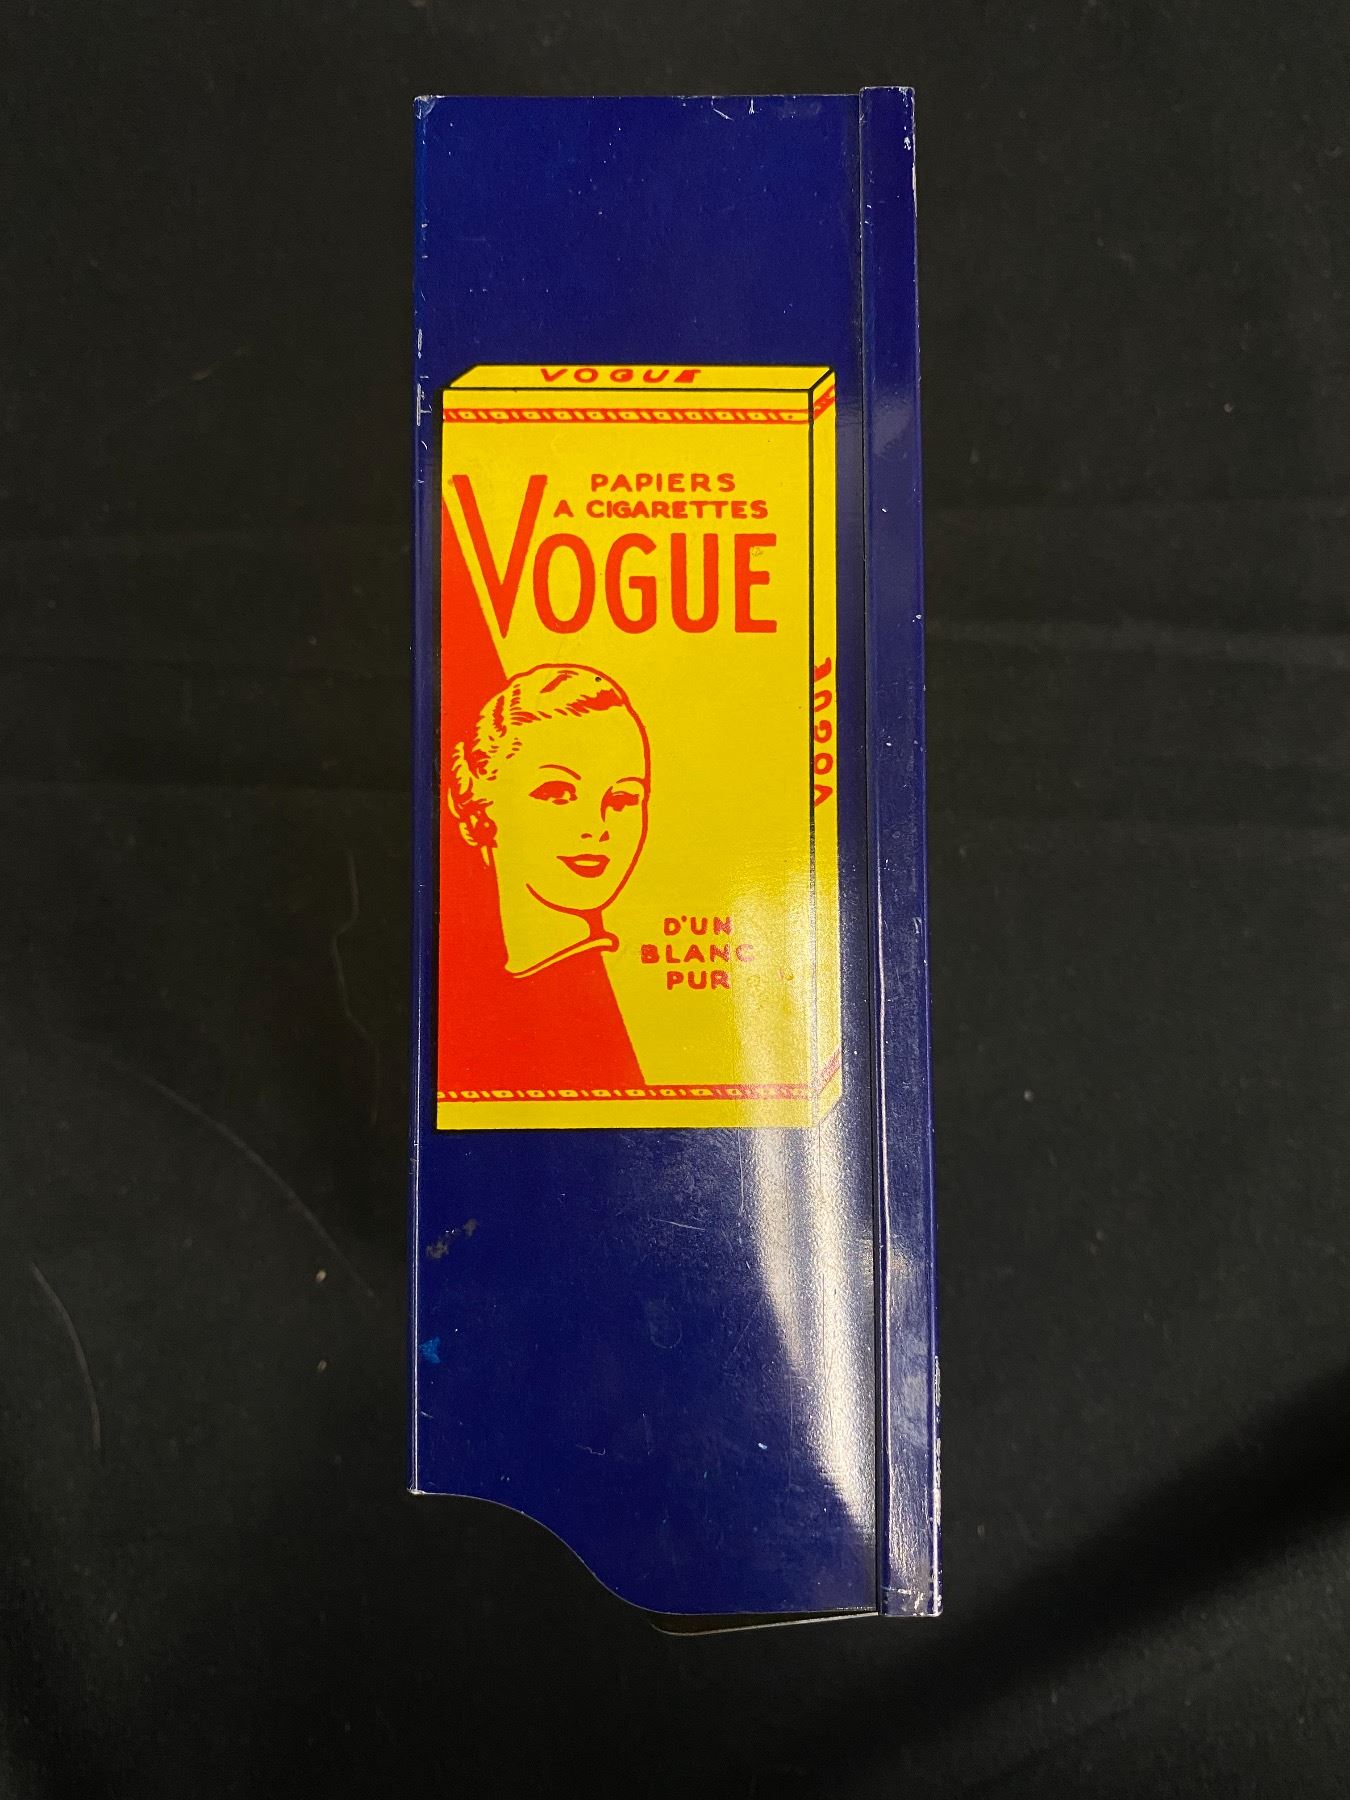 VOGUE
PAPIERS
A CIGARETTES
VOGUE
VOGUE
D'UN
BLANC
PUR